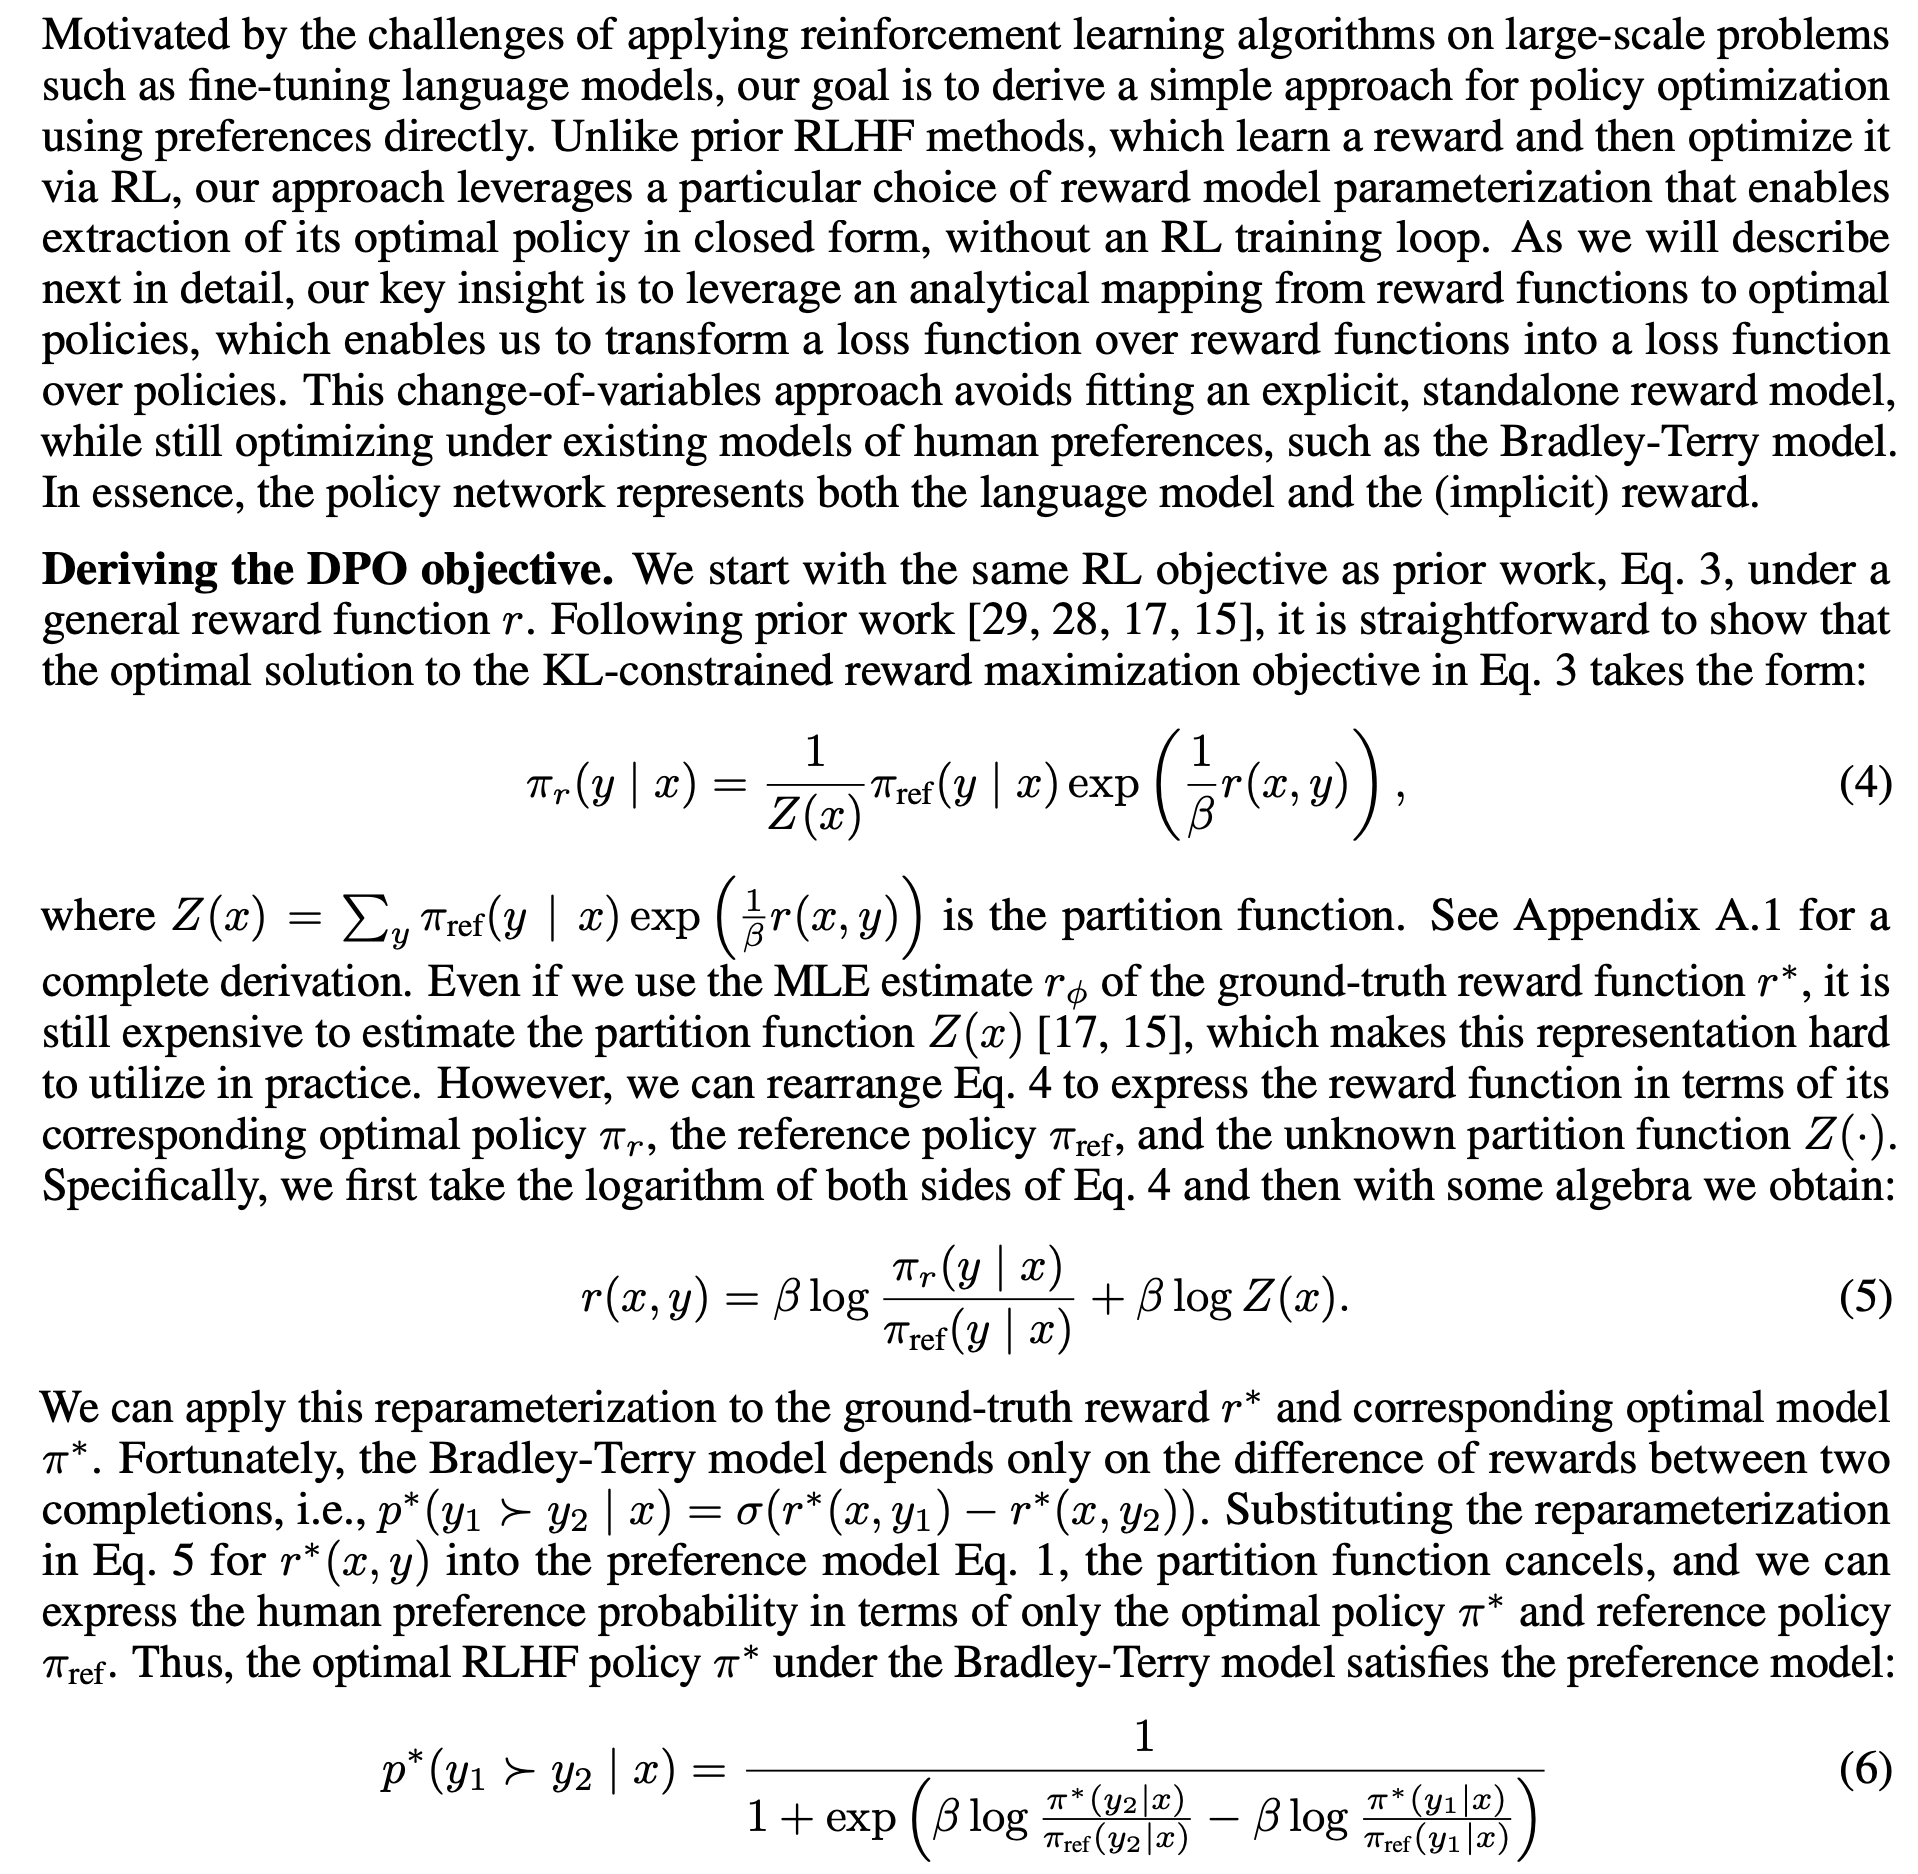 Motivated by the challenges of applying reinforcement learning algorithms on large-scale problems
such as fine-tuning language models, our goal is to derive a simple approach for policy optimization
using preferences directly. Unlike prior RLHF methods, which learn a reward and then optimize it
via RL, our approach leverages a particular choice of reward model parameterization that enables
extraction of its optimal policy in closed form, without an RL training loop. As we will describe
next in detail, our key insight is to leverage an analytical mapping from reward functions to optimal
policies, which enables us to transform a loss function over reward functions into a loss function
over policies. This change-of-variables approach avoids fitting an explicit, standalone reward model,
while still optimizing under existing models of human preferences, such as the Bradley-Terry model.
In essence, the policy network represents both the language model and the (implicit) reward.
Deriving the DPO objective. We start with the same RL objective as prior work, Eq. 3, under a
general reward function r. Following prior work [29, 28, 17, 15], it is straightforward to show that
the optimal solution to the KL-constrained reward maximization objective in Eq. 3 takes the form:
$\pi_r(y \mid x) = \frac{1}{Z(x)} \pi_{\text{ref}}(y \mid x) \exp\left(\frac{1}{\beta} r(x, y)\right),$ (4)
where $Z(x) = \sum_y \pi_{\text{ref}}(y \mid x) \exp\left(\frac{1}{\beta} r(x, y)\right)$ is the partition function. See Appendix A.1 for a
complete derivation. Even if we use the MLE estimate $r_\phi$ of the ground-truth reward function $r^*$, it is
still expensive to estimate the partition function $Z(x)$ [17, 15], which makes this representation hard
to utilize in practice. However, we can rearrange Eq. 4 to express the reward function in terms of its
corresponding optimal policy $\pi_r$, the reference policy $\pi_{\text{ref}}$, and the unknown partition function $Z(\cdot)$.
Specifically, we first take the logarithm of both sides of Eq. 4 and then with some algebra we obtain:
$r(x, y) = \beta \log \frac{\pi_r(y \mid x)}{\pi_{\text{ref}}(y \mid x)} + \beta \log Z(x).$ (5)
We can apply this reparameterization to the ground-truth reward $r^*$ and corresponding optimal model
$\pi^*$. Fortunately, the Bradley-Terry model depends only on the difference of rewards between two
completions, i.e., $p^*(y_1 \succ y_2 \mid x) = \sigma(r^*(x, y_1) - r^*(x, y_2))$. Substituting the reparameterization
in Eq. 5 for $r^*(x, y)$ into the preference model Eq. 1, the partition function cancels, and we can
express the human preference probability in terms of only the optimal policy $\pi^*$ and reference policy
$\pi_{\text{ref}}$. Thus, the optimal RLHF policy $\pi^*$ under the Bradley-Terry model satisfies the preference model:
$p^*(y_1 \succ y_2 \mid x) = \frac{1}{1 + \exp\left(\beta \log \frac{\pi^*(y_2|x)}{\pi_{\text{ref}}(y_2|x)} - \beta \log \frac{\pi^*(y_1|x)}{\pi_{\text{ref}}(y_1|x)}\right)}$ (6)